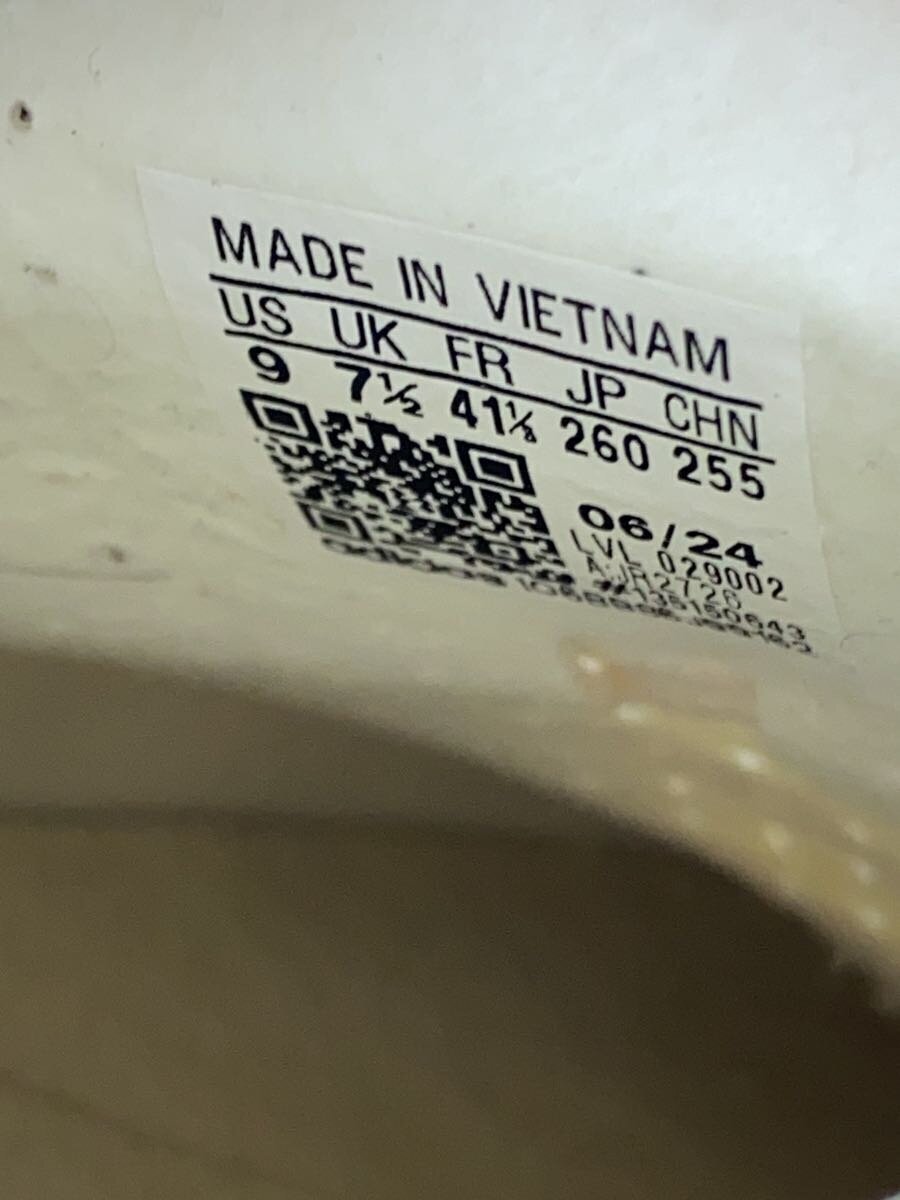 MADE IN VIETNAM
US UK FR JP CHN
9 7½ 41⅓ 260 255
06/24
LVL 029002
#135150643